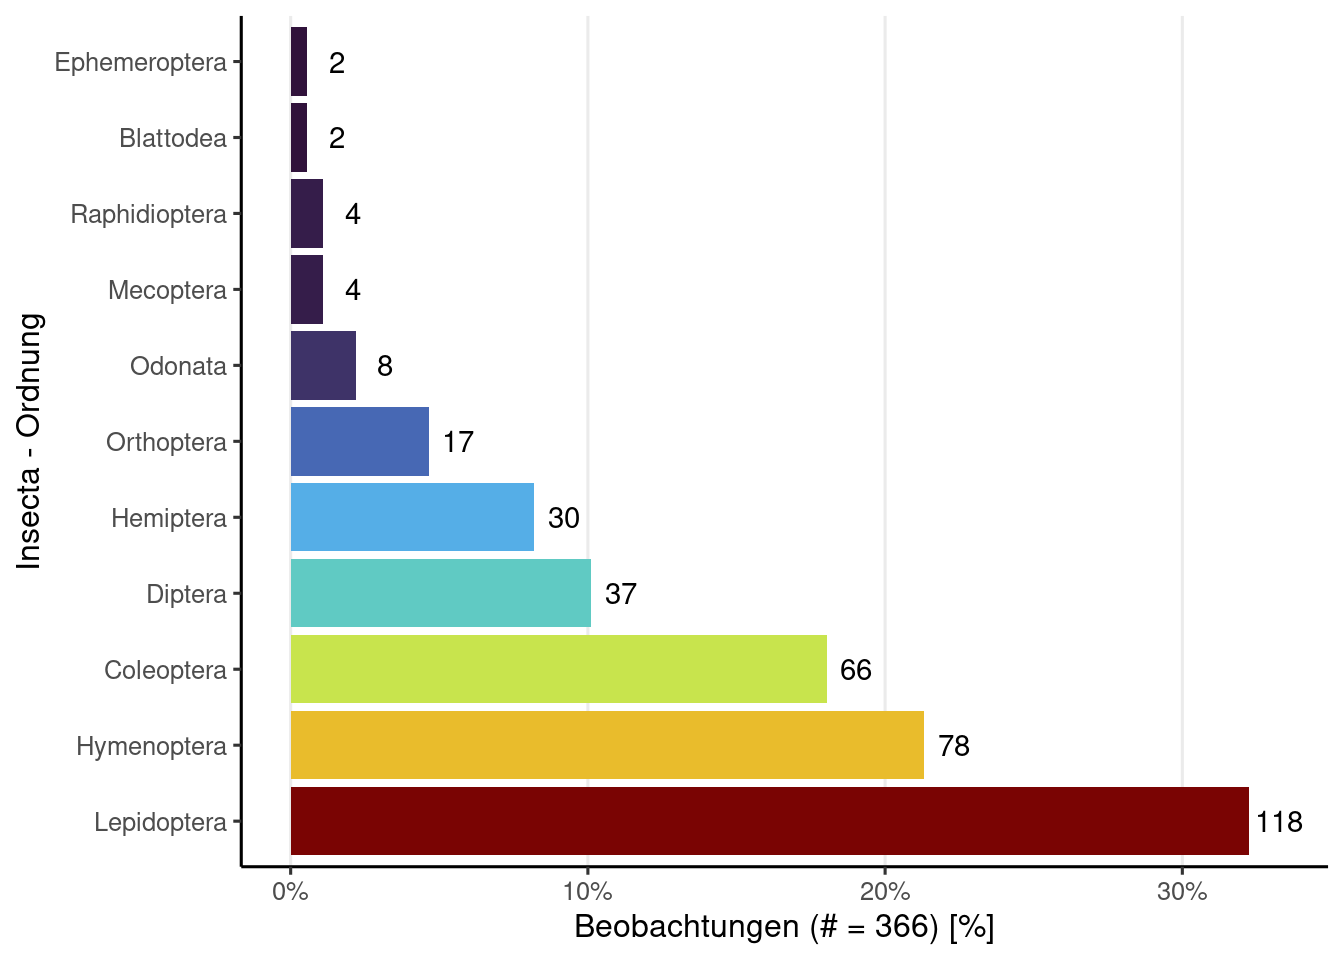 Insecta - Ordnung
Ephemeroptera 2
Blattodea 2
Raphidioptera 4
Mecoptera 4
Odonata 8
Orthoptera 17
Hemiptera 30
Diptera 37
Coleoptera 66
Hymenoptera 78
Lepidoptera 118
0% 10% 20% 30%
Beobachtungen (# = 366) [%]